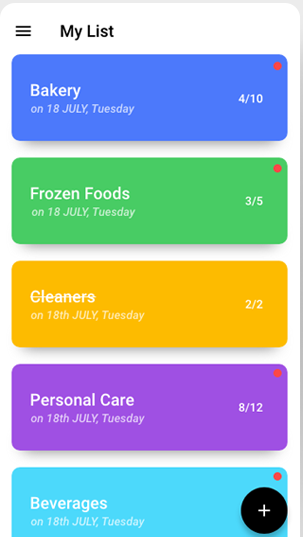 My List
Bakery
on 18 JULY, Tuesday
4/10
Frozen Foods
on 18 JULY, Tuesday
3/5
Cleaners
on 18th JULY, Tuesday
2/2
Personal Care
on 18th JULY, Tuesday
8/12
Beverages
on 18th JULY, Tuesday
+